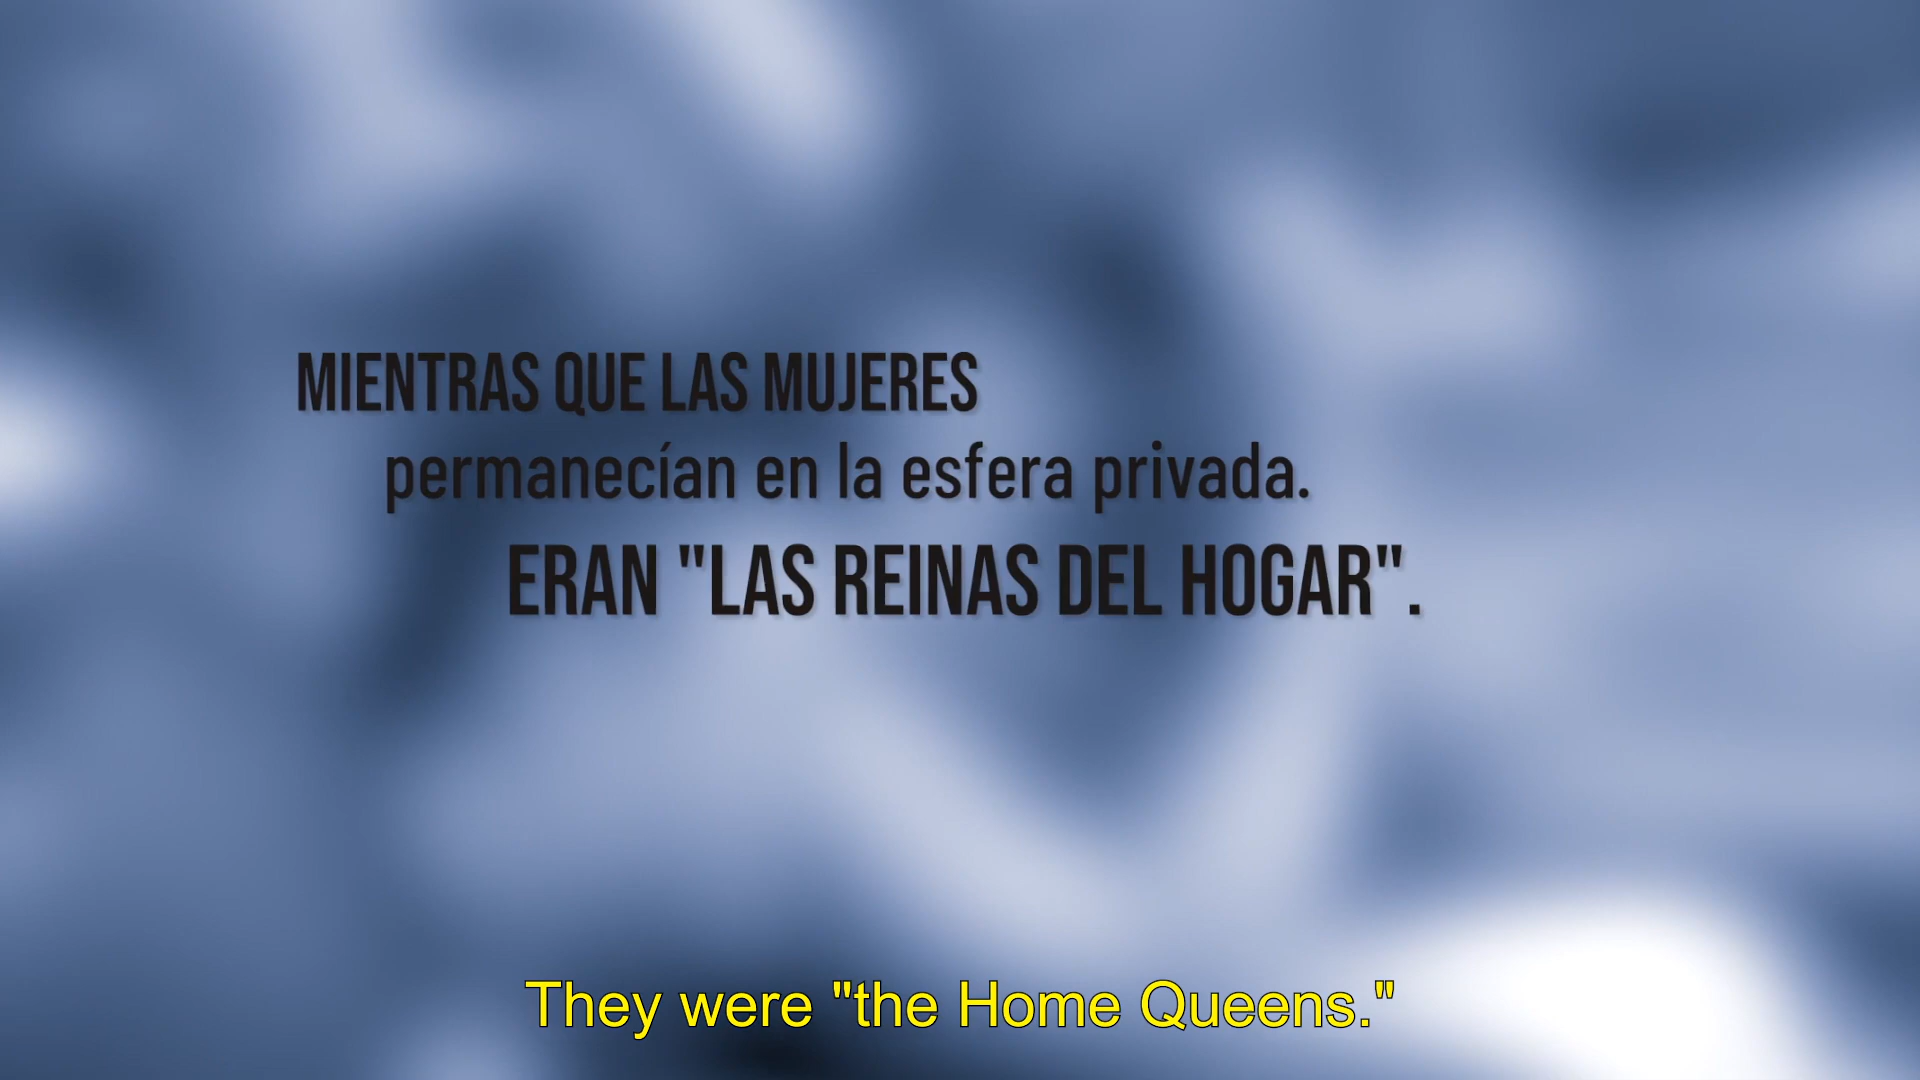 MIENTRAS QUE LAS MUJERES
permanecían en la esfera privada.
ERAN "LAS REINAS DEL HOGAR".
They were "the Home Queens."